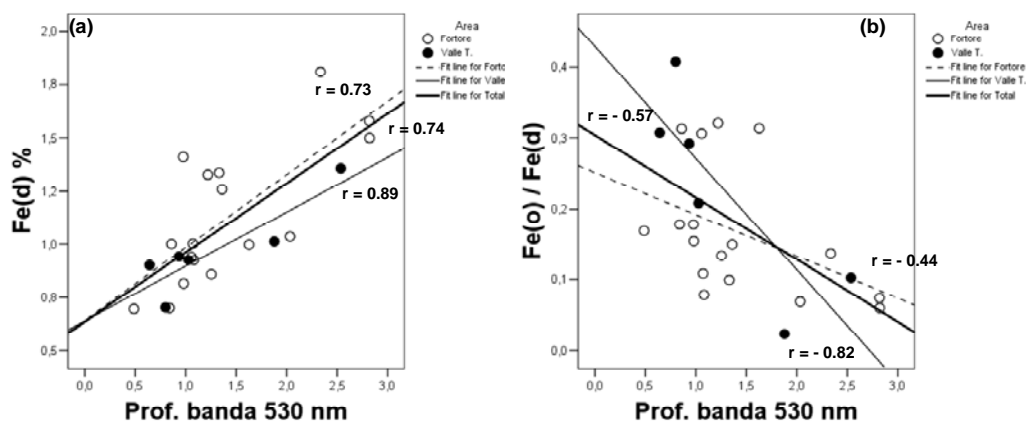 (a)
Fe(d) %
2,0
1,8
1,5
1,2
1,0
0,8
0,5
0,0 0,5 1,0 1,5 2,0 2,5 3,0
Prof. banda 530 nm
r = 0.73
r = 0.74
r = 0.89
Area
Fortore
Valle T.
Fit line for Fortore
Fit line for Valle
Fit line for Total
(b)
Fe(o) / Fe(d)
0,4
0,3
0,2
0,1
0,0
0,0 0,5 1,0 1,5 2,0 2,5 3,0
Prof. banda 530 nm
r = - 0.57
r = - 0.44
r = - 0.82
Area
Fortore
Valle T.
Fit line for Fortore
Fit line for Valle T.
Fit line for Total